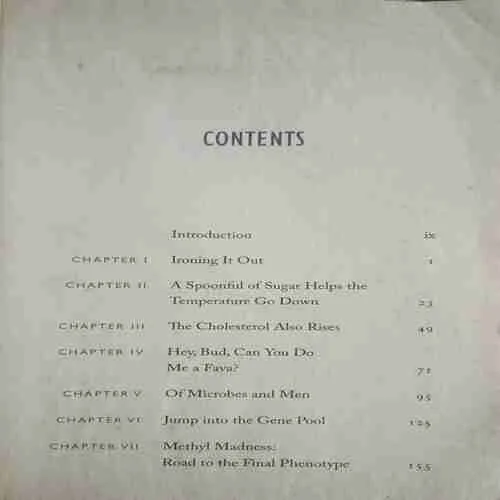 CONTENTS
Introduction ix
CHAPTER I Ironing It Out 1
CHAPTER II A Spoonful of Sugar Helps the
Temperature Go Down 23
CHAPTER III The Cholesterol Also Rises 49
CHAPTER IV Hey, Bud, Can You Do
Me a Fava? 71
CHAPTER V Of Microbes and Men 95
CHAPTER VI Jump into the Gene Pool 125
CHAPTER VII Methyl Madness:
Road to the Final Phenotype 155